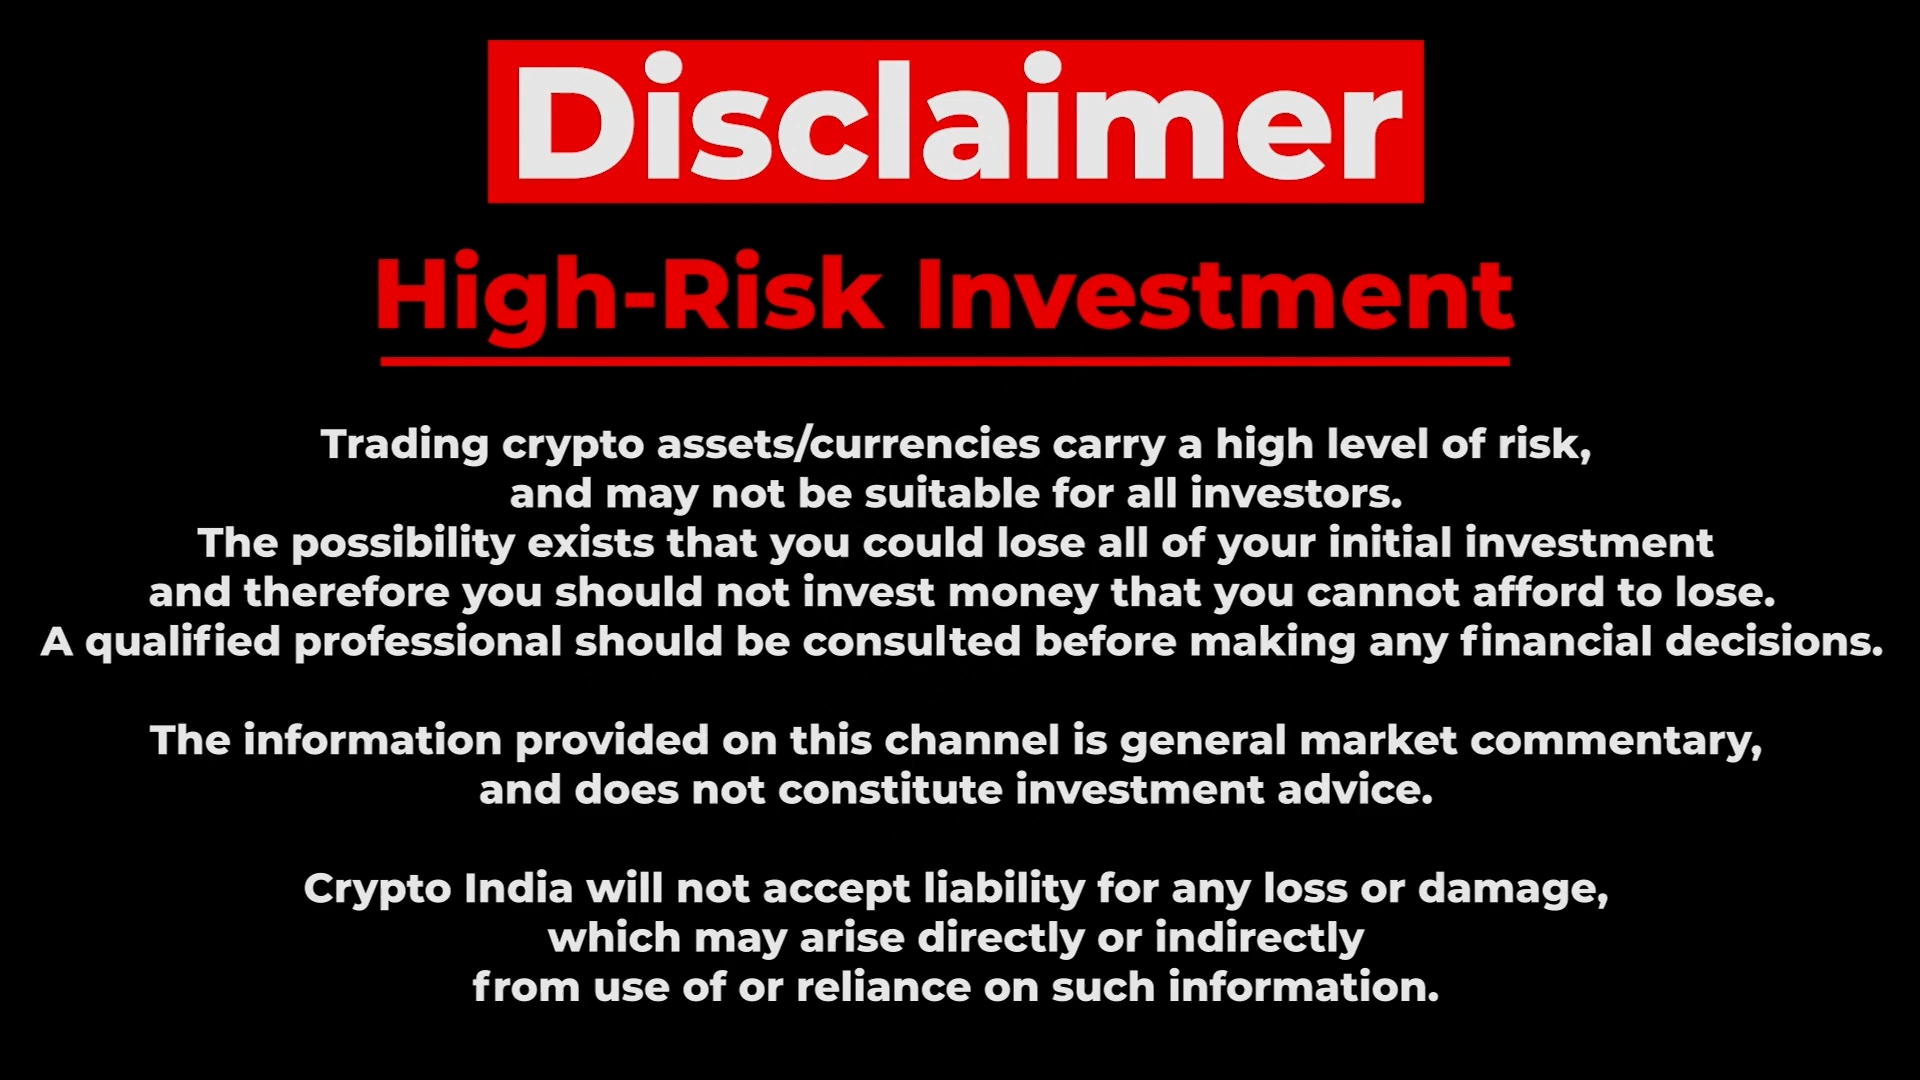 Disclaimer
High-Risk Investment
Trading crypto assets/currencies carry a high level of risk,
and may not be suitable for all investors.
The possibility exists that you could lose all of your initial investment
and therefore you should not invest money that you cannot afford to lose.
A qualified professional should be consulted before making any financial decisions.
The information provided on this channel is general market commentary,
and does not constitute investment advice.
Crypto India will not accept liability for any loss or damage,
which may arise directly or indirectly
from use of or reliance on such information.